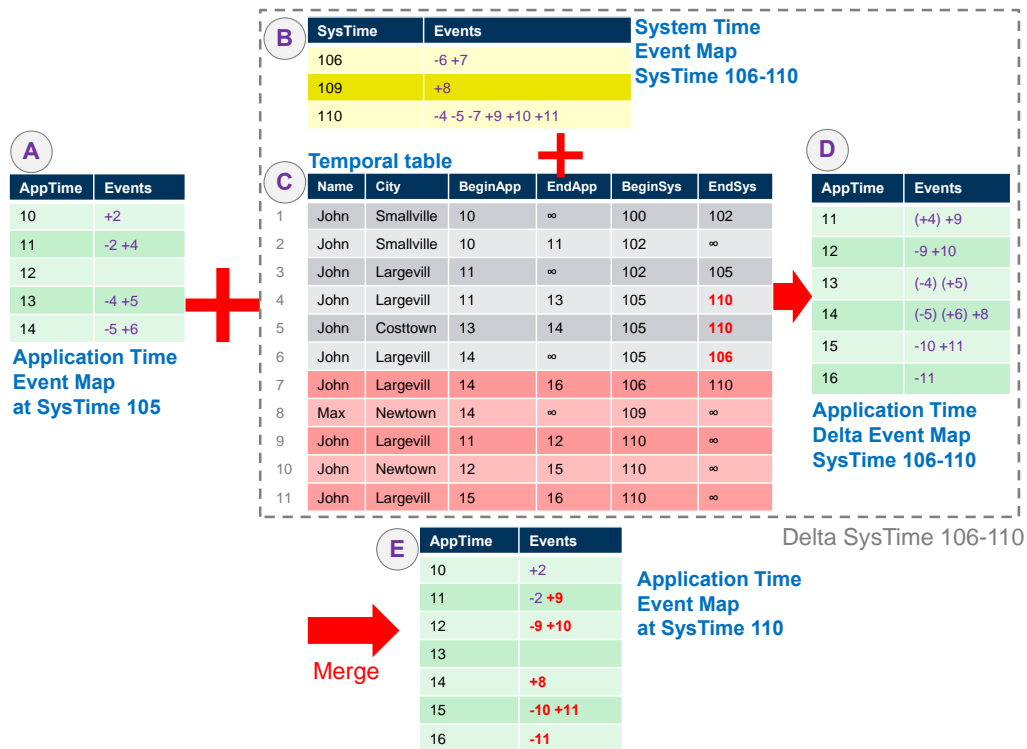 B
SysTime Events
106 -6 +7
109 +8
110 -4 -5 -7 +9 +10 +11
System Time
Event Map
SysTime 106-110
A
AppTime Events
10 +2
11 -2 +4
12
13 -4 +5
14 -5 +6
Application Time
Event Map
at SysTime 105
Temporal table
C
Name City BeginApp EndApp BeginSys EndSys
1 John Smallville 10 ∞ 100 102
2 John Smallville 10 11 102 ∞
3 John Largevill 11 ∞ 102 105
4 John Largevill 11 13 105 110
5 John Costtown 13 14 105 110
6 John Largevill 14 ∞ 105 106
7 John Largevill 14 16 106 110
8 Max Newtown 14 ∞ 109 ∞
9 John Largevill 11 12 110 ∞
10 John Newtown 12 15 110 ∞
11 John Largevill 15 16 110 ∞
D
AppTime Events
11 (+4) +9
12 -9 +10
13 (-4) (+5)
14 (-5) (+6) +8
15 -10 +11
16 -11
Application Time
Delta Event Map
SysTime 106-110
Delta SysTime 106-110
Merge
E
AppTime Events
10 +2
11 -2 +9
12 -9 +10
13
14 +8
15 -10 +11
16 -11
Application Time
Event Map
at SysTime 110